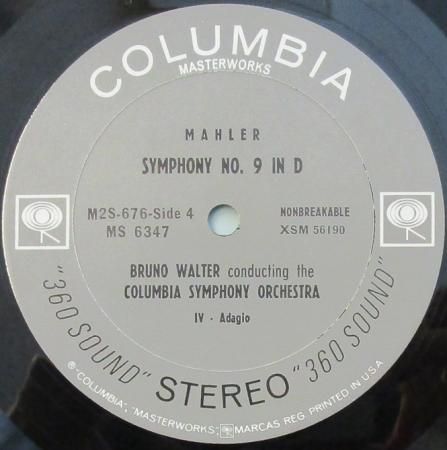 COLUMBIA
MASTERWORKS
MAHLER
SYMPHONY NO. 9 IN D
M2S-676-Side 4
MS 6347
NONBREAKABLE
XSM 56190
BRUNO WALTER conducting the
COLUMBIA SYMPHONY ORCHESTRA
IV - Adagio
"360 SOUND" STEREO "360 SOUND"
℗ "COLUMBIA", "MASTERWORKS", MARCAS REG. PRINTED IN U.S.A.